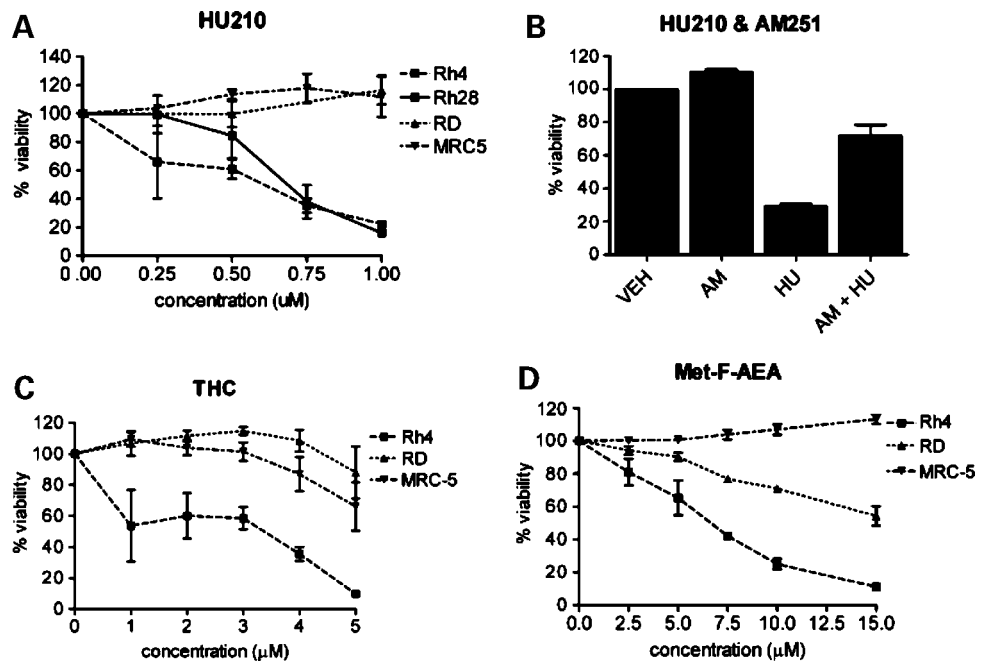 A
HU210
140
120
100
80
60
40
20
0
% viability
0.00 0.25 0.50 0.75 1.00
concentration (uM)
Rh4
Rh28
RD
MRC5
B
HU210 & AM251
120
100
80
60
40
20
0
% viability
VEH
AM
HU
AM + HU
C
THC
120
100
80
60
40
20
0
% viability
0 1 2 3 4 5
concentration (μM)
Rh4
RD
MRC-5
D
Met-F-AEA
120
100
80
60
40
20
0
% viability
0.0 2.5 5.0 7.5 10.0 12.5 15.0
concentration (μM)
Rh4
RD
MRC-5